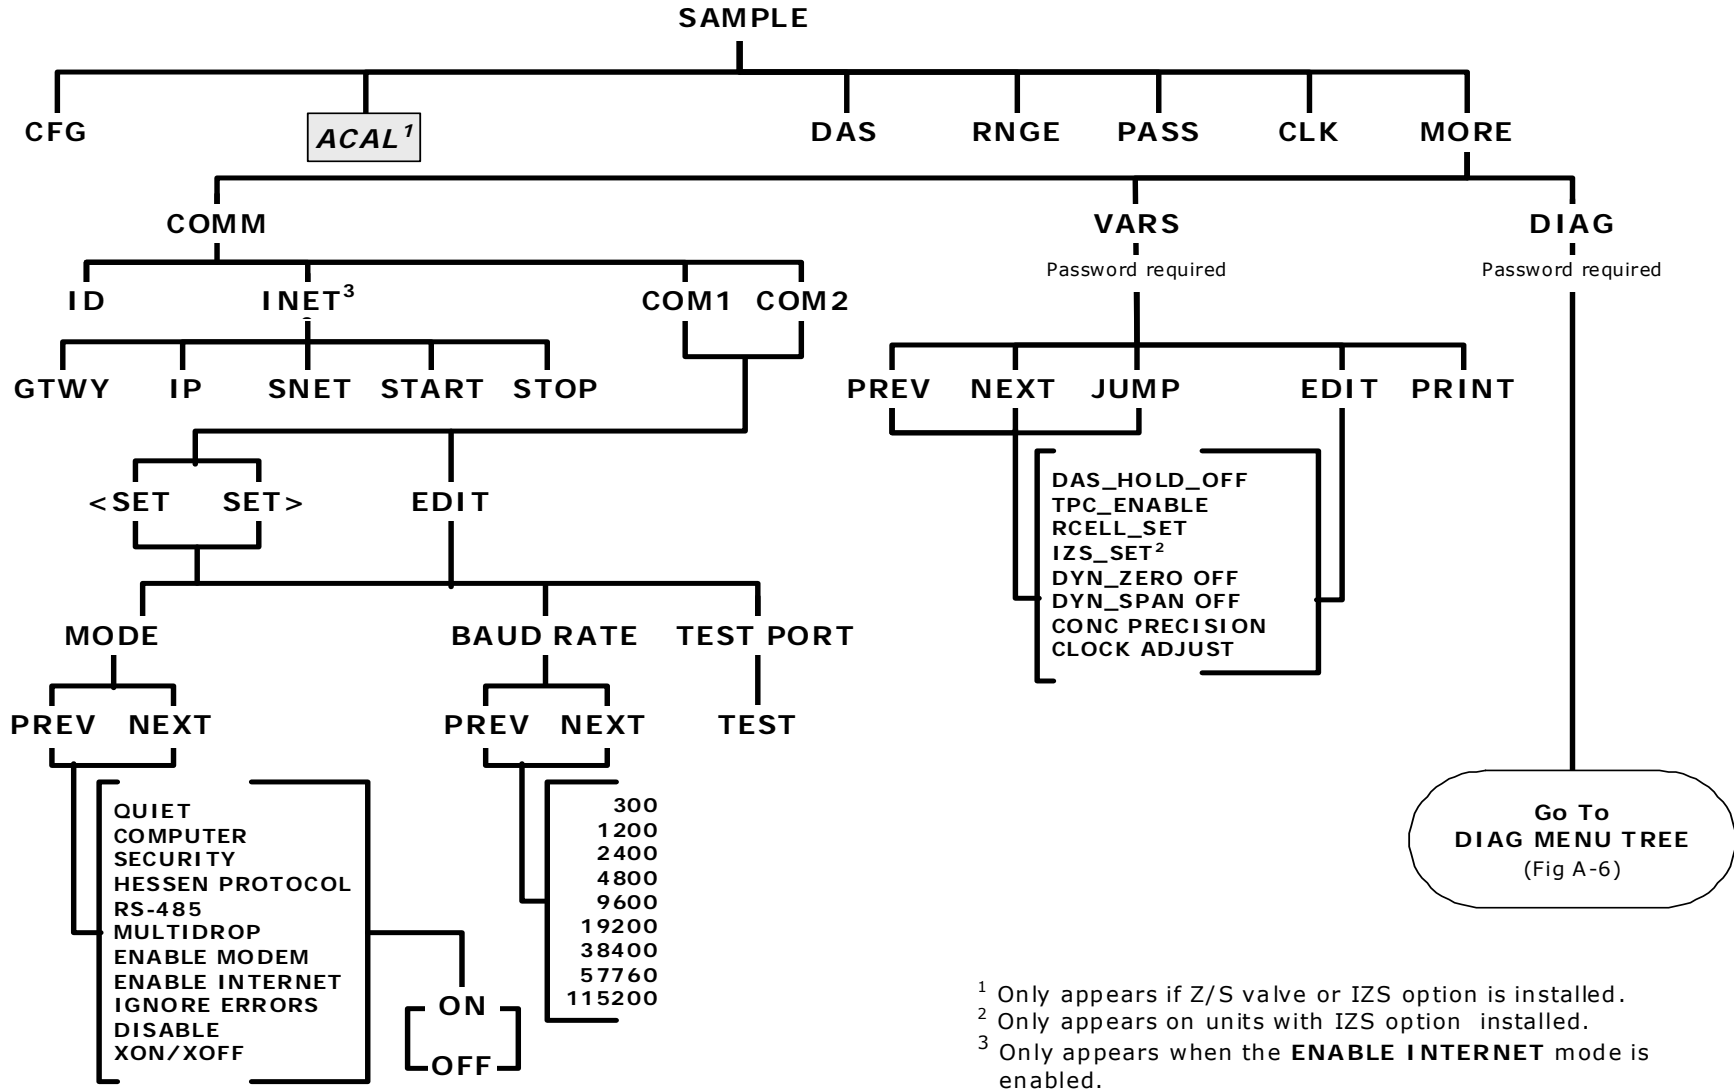 SAMPLE
CFG ACAL¹ DAS RNGE PASS CLK MORE
COMM VARS DIAG
Password required Password required
ID INET³ COM1 COM2
GTWY IP SNET START STOP
PREV NEXT JUMP EDIT PRINT
<SET SET> EDIT
DAS_HOLD_OFF
TPC_ENABLE
RCELL_SET
IZS_SET²
DYN_ZERO OFF
DYN_SPAN OFF
CONC PRECISION
CLOCK ADJUST
MODE BAUD RATE TEST PORT
PREV NEXT PREV NEXT TEST
QUIET
COMPUTER
SECURITY
HESSEN PROTOCOL
RS-485
MULTIDROP
ENABLE MODEM
ENABLE INTERNET
IGNORE ERRORS
DISABLE
XON/XOFF
ON
OFF
300
1200
2400
4800
9600
19200
38400
57760
115200
Go To
DIAG MENU TREE
(Fig A-6)
¹ Only appears if Z/S valve or IZS option is installed.
² Only appears on units with IZS option installed.
³ Only appears when the ENABLE INTERNET mode is
enabled.